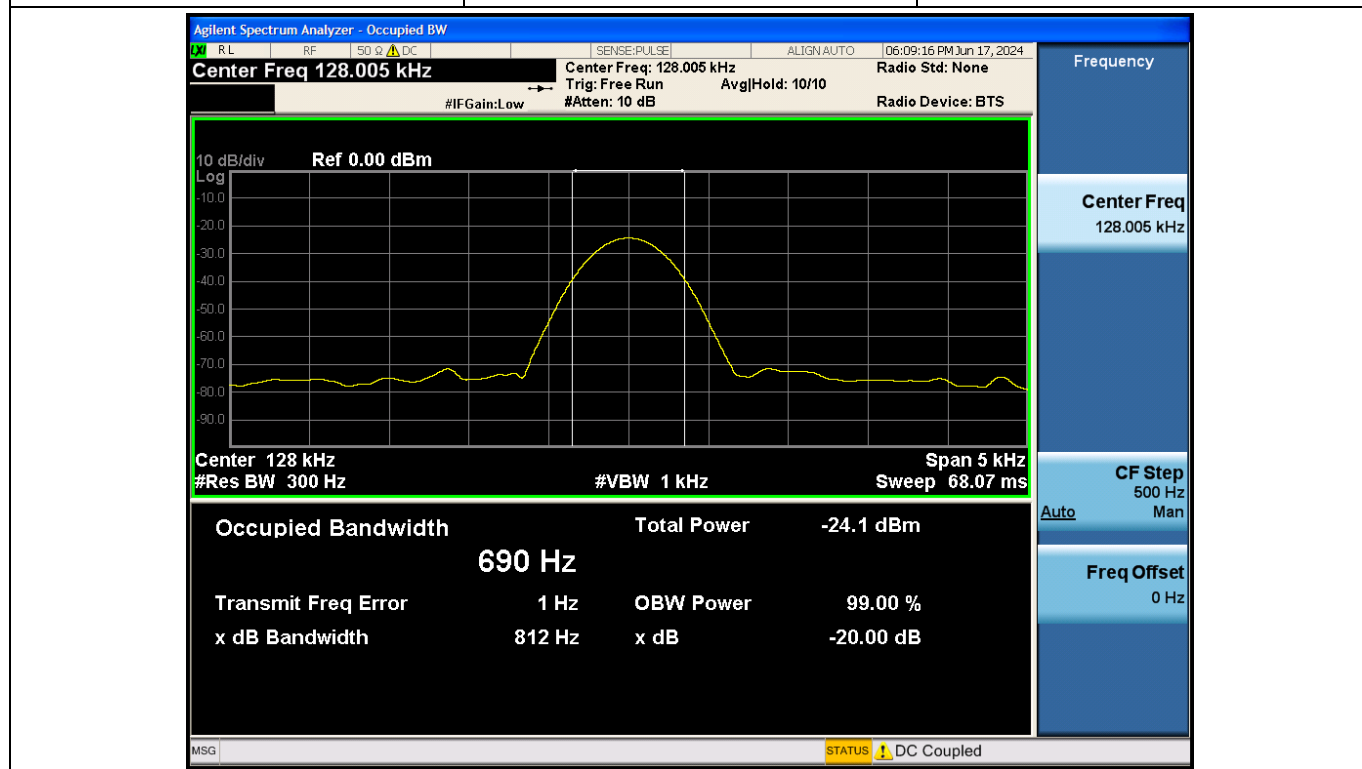 Agilent Spectrum Analyzer - Occupied BW
LXI RL RF 50 Ω DC SENSE:PULSE ALIGN AUTO 06:09:16 PM Jun 17, 2024
Center Freq 128.005 kHz Center Freq: 128.005 kHz Radio Std: None
Trig: Free Run Avg|Hold: 10/10
#IFGain:Low #Atten: 10 dB Radio Device: BTS
Frequency
10 dB/div Ref 0.00 dBm
Log
-10.0
-20.0
-30.0
-40.0
-50.0
-60.0
-70.0
-80.0
-90.0
Center 128 kHz Span 5 kHz
#Res BW 300 Hz #VBW 1 kHz Sweep 68.07 ms
Center Freq
128.005 kHz
CF Step
500 Hz
Auto Man
Freq Offset
0 Hz
Occupied Bandwidth Total Power -24.1 dBm
690 Hz
Transmit Freq Error 1 Hz OBW Power 99.00 %
x dB Bandwidth 812 Hz x dB -20.00 dB
MSG STATUS DC Coupled